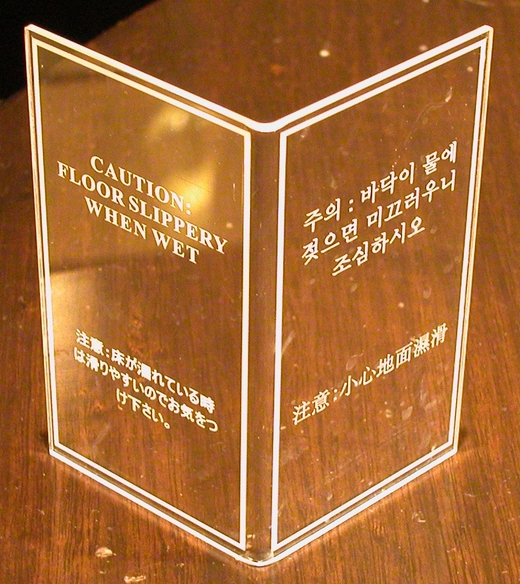 CAUTION:
FLOOR SLIPPERY
WHEN WET
注意:床が濡れている時
は滑りやすいのでお気をつ
け下さい。
주의 : 바닥이 물에
젖으면 미끄러우니
조심하시오
注意:小心地面濕滑